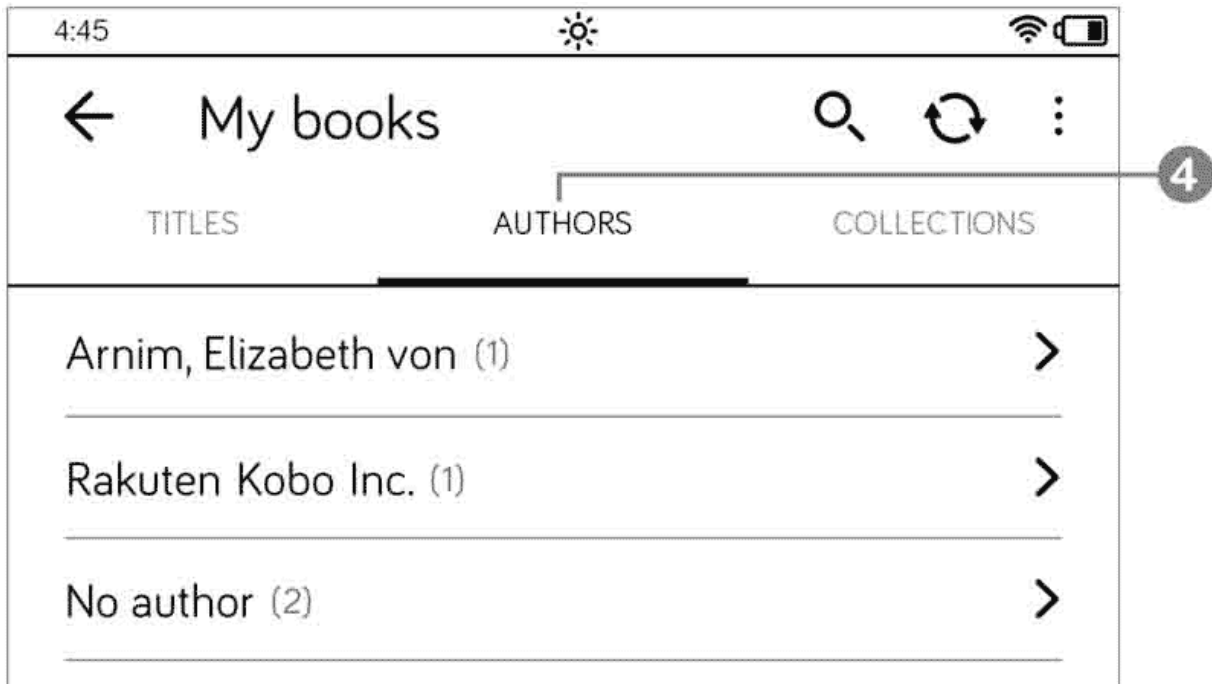 4:45
My books
4
TITLES AUTHORS COLLECTIONS
Arnim, Elizabeth von (1)
Rakuten Kobo Inc. (1)
No author (2)